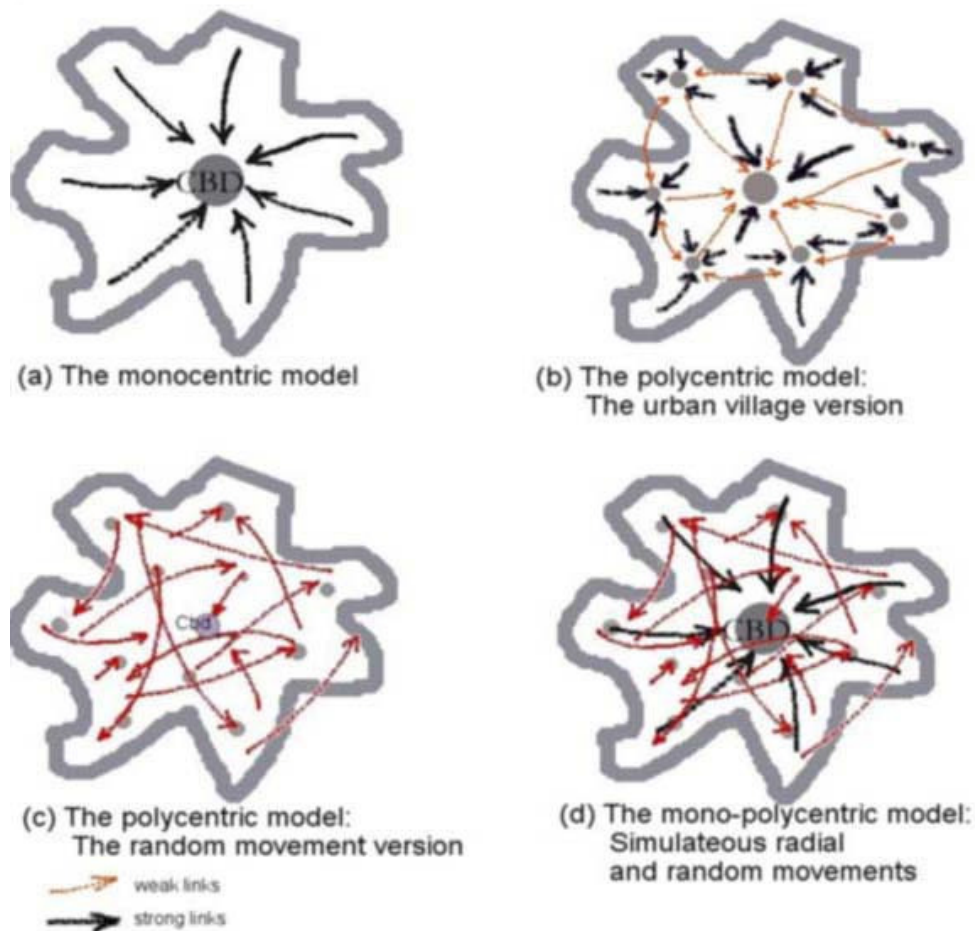 CBD
(a) The monocentric model
(b) The polycentric model:
The urban village version
Cbd
CBD
(c) The polycentric model:
The random movement version
(d) The mono-polycentric model:
Simulateous radial
and random movements
weak links
strong links